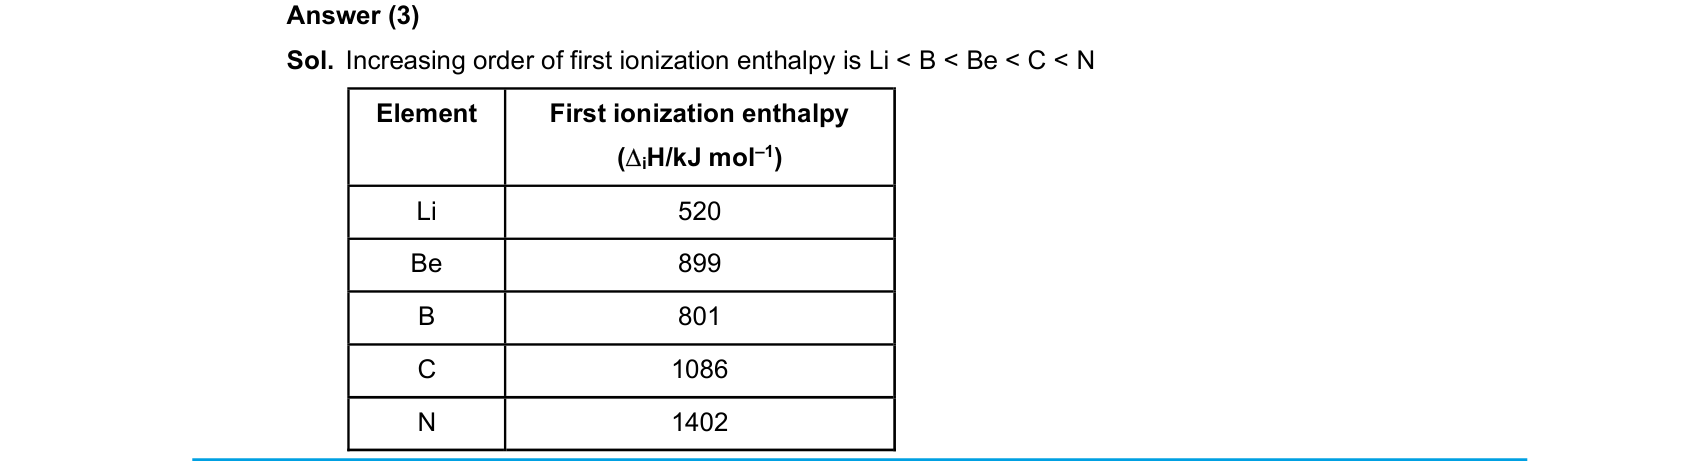 Answer (3)
Sol. Increasing order of first ionization enthalpy is Li < B < Be < C < N
Element First ionization enthalpy
(ΔᵢH/kJ mol⁻¹)
Li 520
Be 899
B 801
C 1086
N 1402